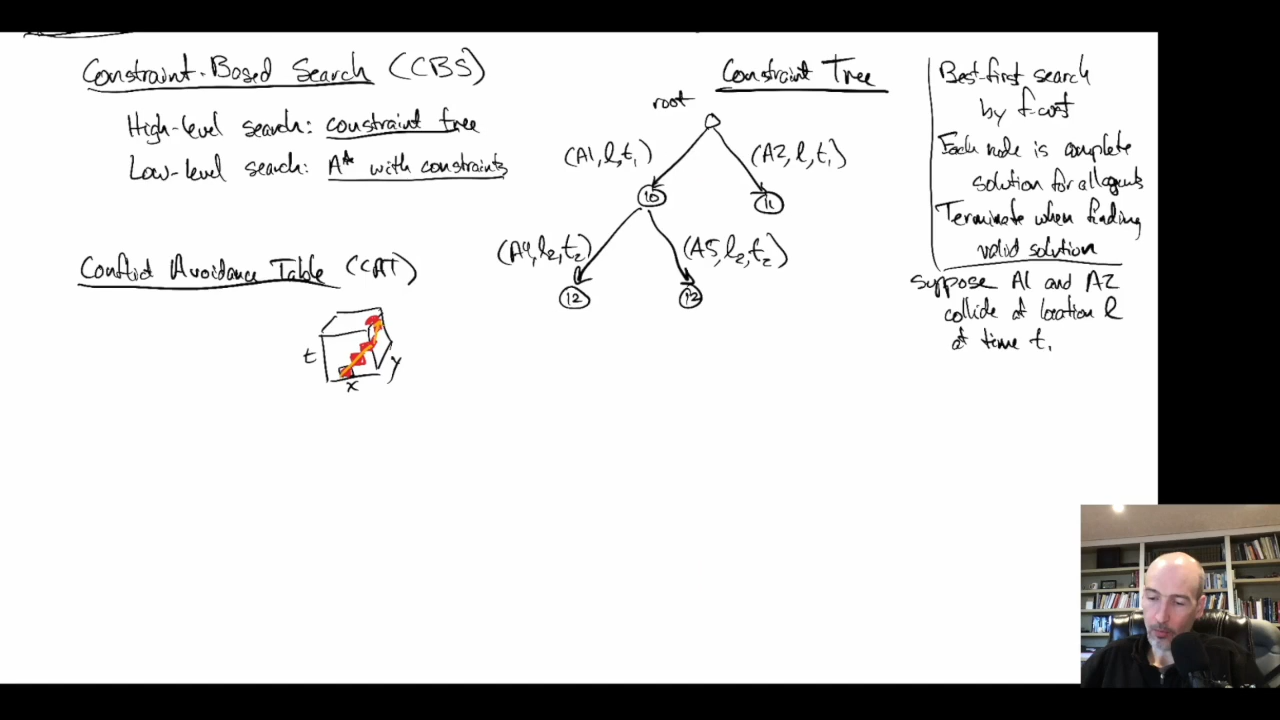 Constraint-Based Search (CBS)
High-level search: constraint tree
Low-level search: A* with constraints
Conflict Avoidance Table (CAT)
t
x
y
Constraint Tree
root
(A1, l, t₁)
(A2, l, t₁)
10
11
(A4, l₂, t₂)
(A5, l₂, t₂)
12
12
Best-first search
by f-cost
Each node is complete
solution for all agents
Terminate when finding
valid solution
Suppose A1 and A2
collide at location l
at time t₁